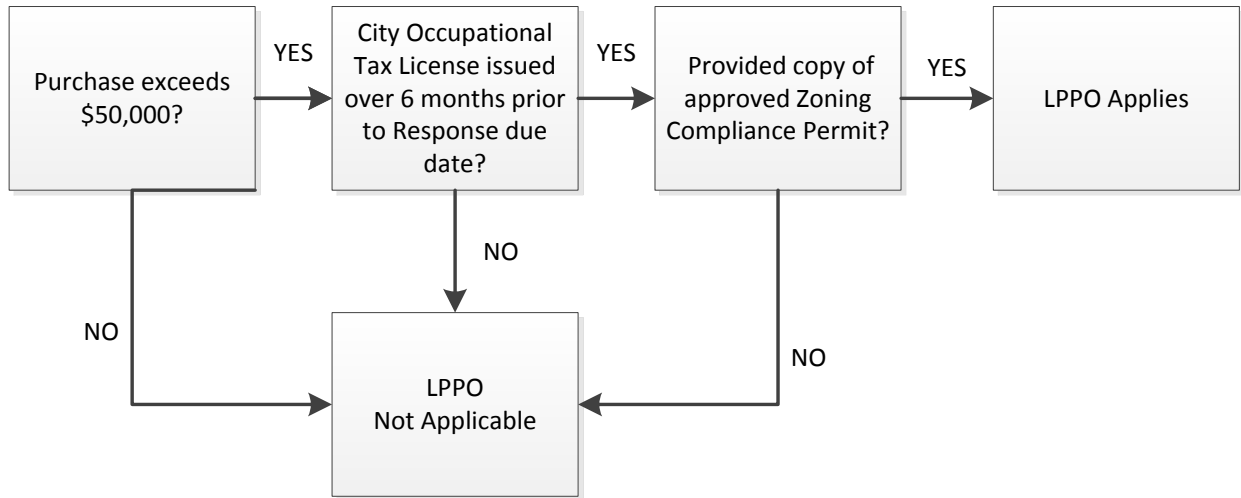 Purchase exceeds
$50,000?
YES
City Occupational
Tax License issued
over 6 months prior
to Response due
date?
YES
Provided copy of
approved Zoning
Compliance Permit?
YES
LPPO Applies
NO
NO
NO
LPPO
Not Applicable